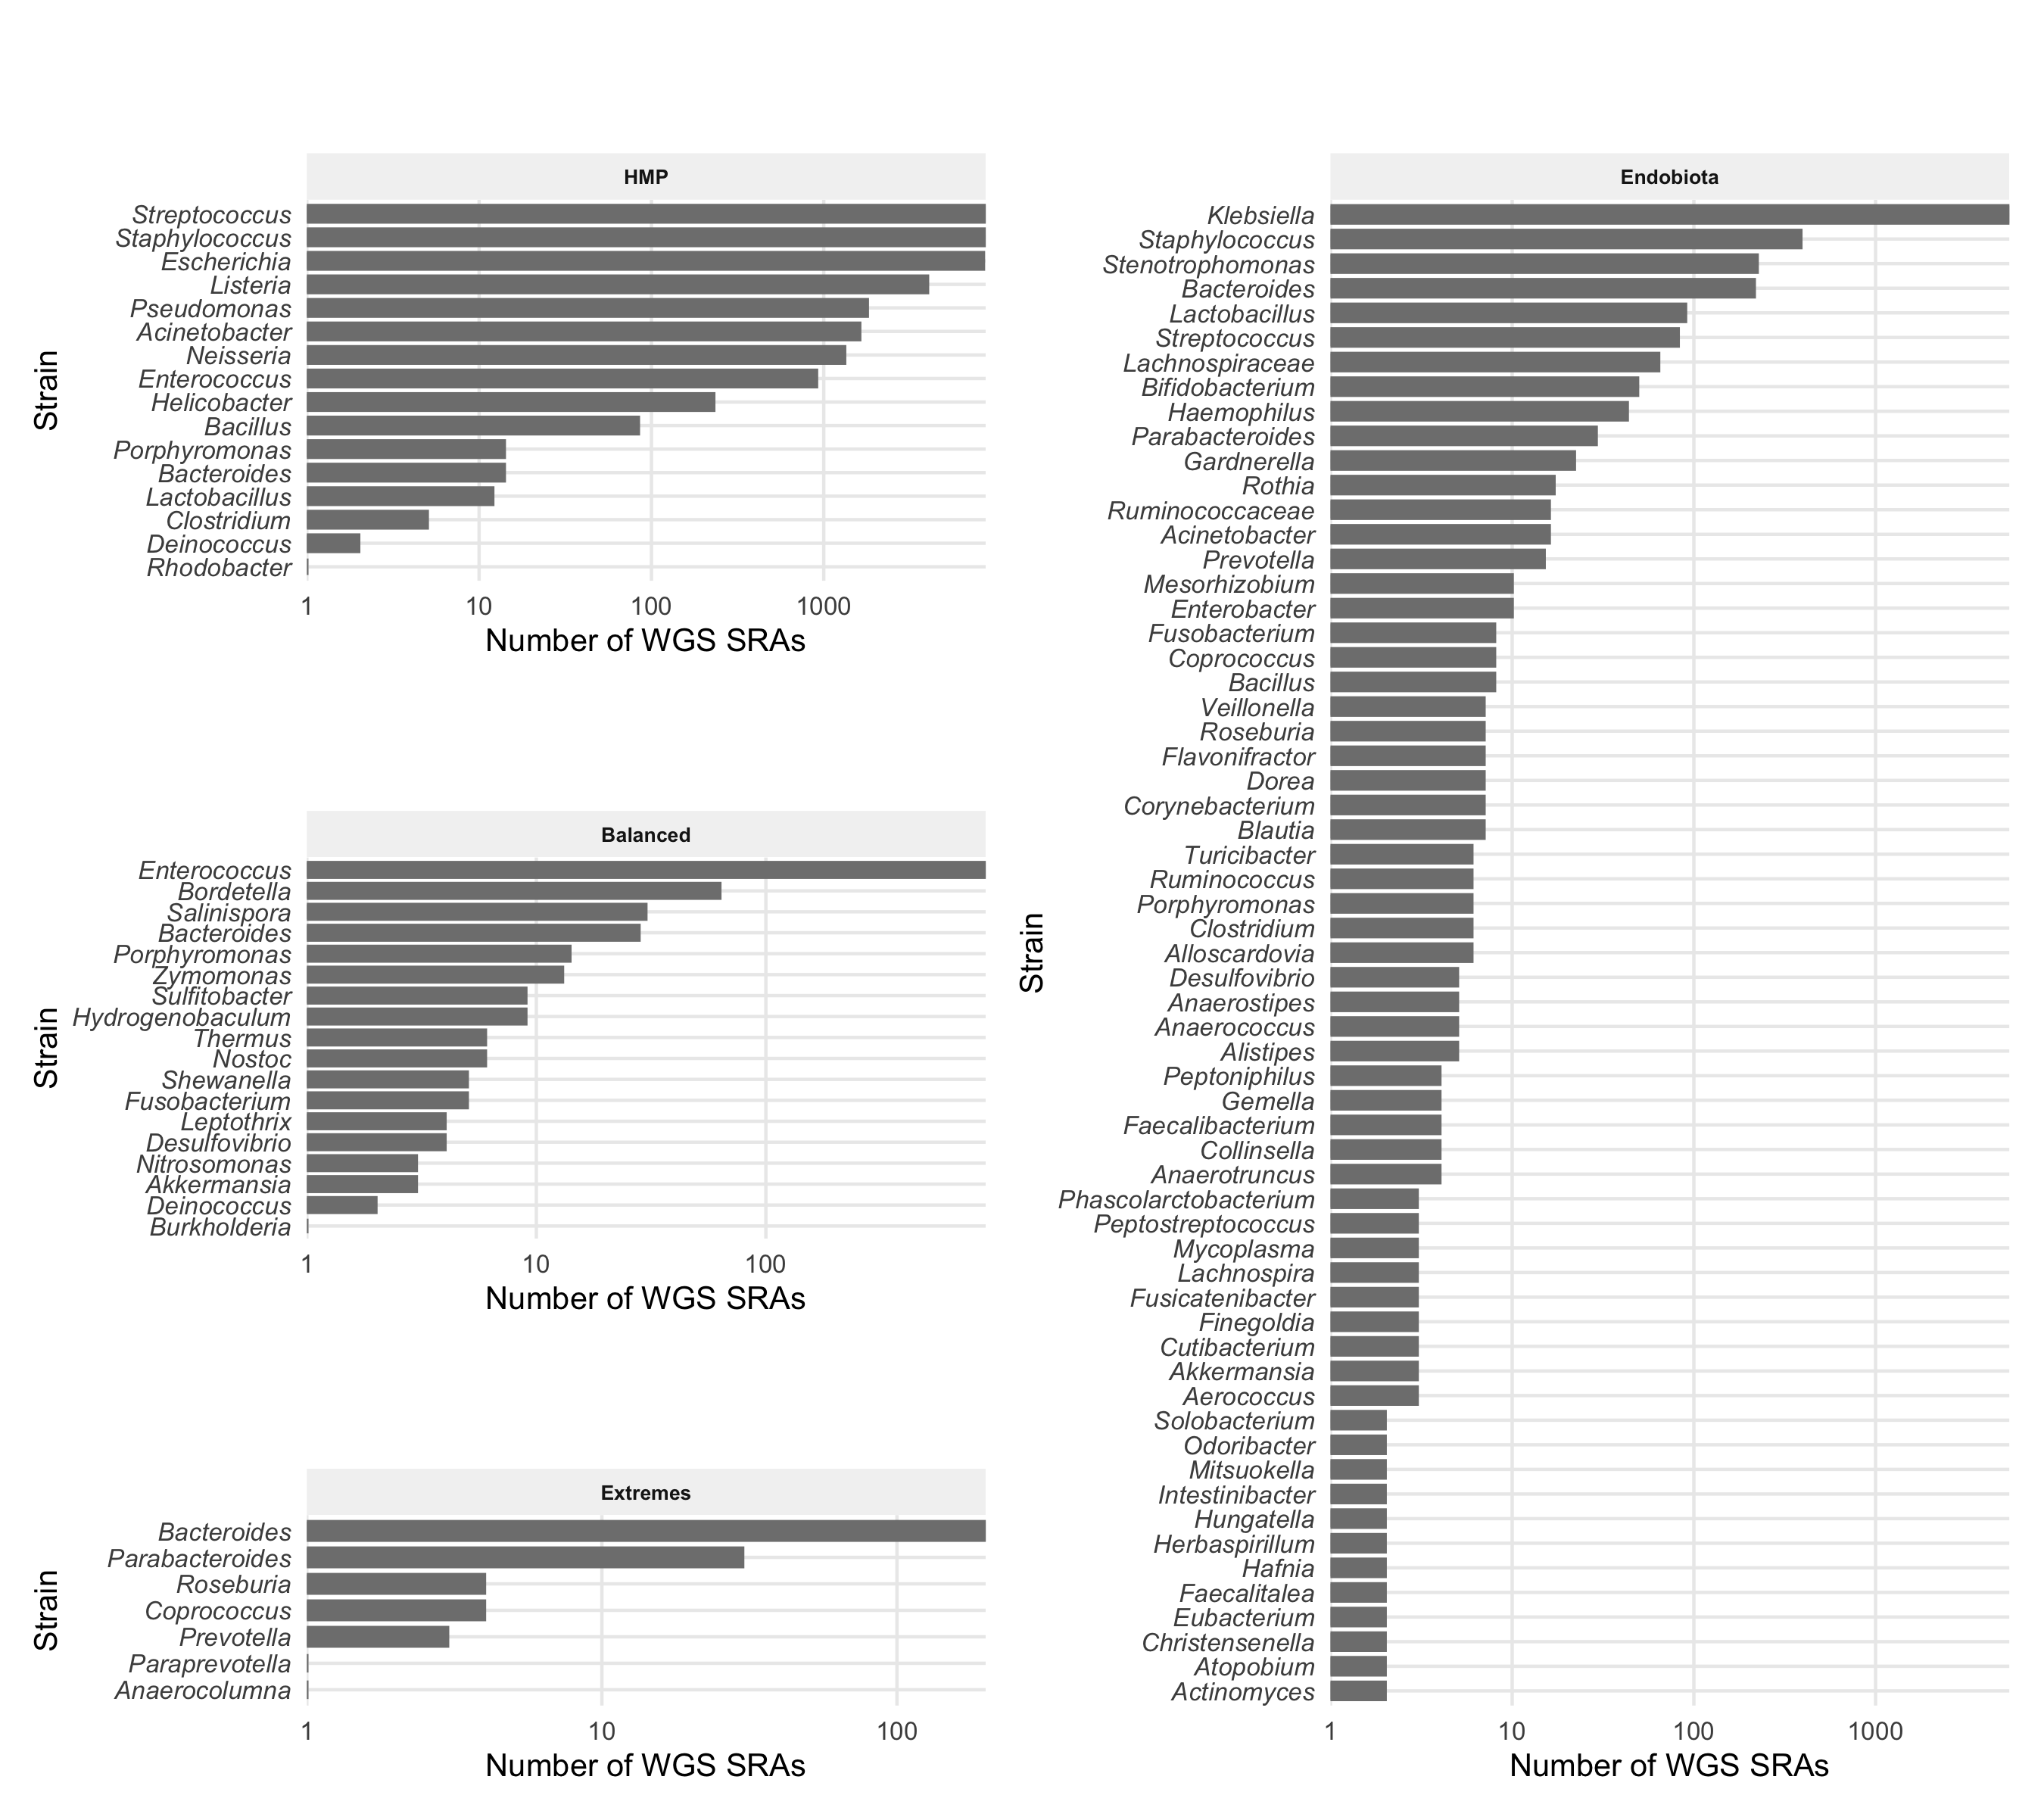 HMP
Strain
Streptococcus
Staphylococcus
Escherichia
Listeria
Pseudomonas
Acinetobacter
Neisseria
Enterococcus
Helicobacter
Bacillus
Porphyromonas
Bacteroides
Lactobacillus
Clostridium
Deinococcus
Rhodobacter
1 10 100 1000
Number of WGS SRAs
Balanced
Strain
Enterococcus
Bordetella
Salinispora
Bacteroides
Porphyromonas
Zymomonas
Sulfitobacter
Hydrogenobaculum
Thermus
Nostoc
Shewanella
Fusobacterium
Leptothrix
Desulfovibrio
Nitrosomonas
Akkermansia
Deinococcus
Burkholderia
1 10 100
Number of WGS SRAs
Extremes
Strain
Bacteroides
Parabacteroides
Roseburia
Coprococcus
Prevotella
Paraprevotella
Anaerocolumna
1 10 100
Number of WGS SRAs
Endobiota
Strain
Klebsiella
Staphylococcus
Stenotrophomonas
Bacteroides
Lactobacillus
Streptococcus
Lachnospiraceae
Bifidobacterium
Haemophilus
Parabacteroides
Gardnerella
Rothia
Ruminococcaceae
Acinetobacter
Prevotella
Mesorhizobium
Enterobacter
Fusobacterium
Coprococcus
Bacillus
Veillonella
Roseburia
Flavonifractor
Dorea
Corynebacterium
Blautia
Turicibacter
Ruminococcus
Porphyromonas
Clostridium
Alloscardovia
Desulfovibrio
Anaerostipes
Anaerococcus
Alistipes
Peptoniphilus
Gemella
Faecalibacterium
Collinsella
Anaerotruncus
Phascolarctobacterium
Peptostreptococcus
Mycoplasma
Lachnospira
Fusicatenibacter
Finegoldia
Cutibacterium
Akkermansia
Aerococcus
Solobacterium
Odoribacter
Mitsuokella
Intestinibacter
Hungatella
Herbaspirillum
Hafnia
Faecalitalea
Eubacterium
Christensenella
Atopobium
Actinomyces
1 10 100 1000
Number of WGS SRAs